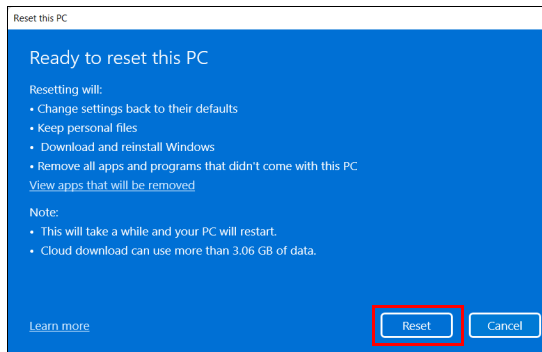 Reset this PC
Ready to reset this PC
Resetting will:
• Change settings back to their defaults
• Keep personal files
• Download and reinstall Windows
• Remove all apps and programs that didn't come with this PC
View apps that will be removed
Note:
• This will take a while and your PC will restart.
• Cloud download can use more than 3.06 GB of data.
Learn more
Reset
Cancel